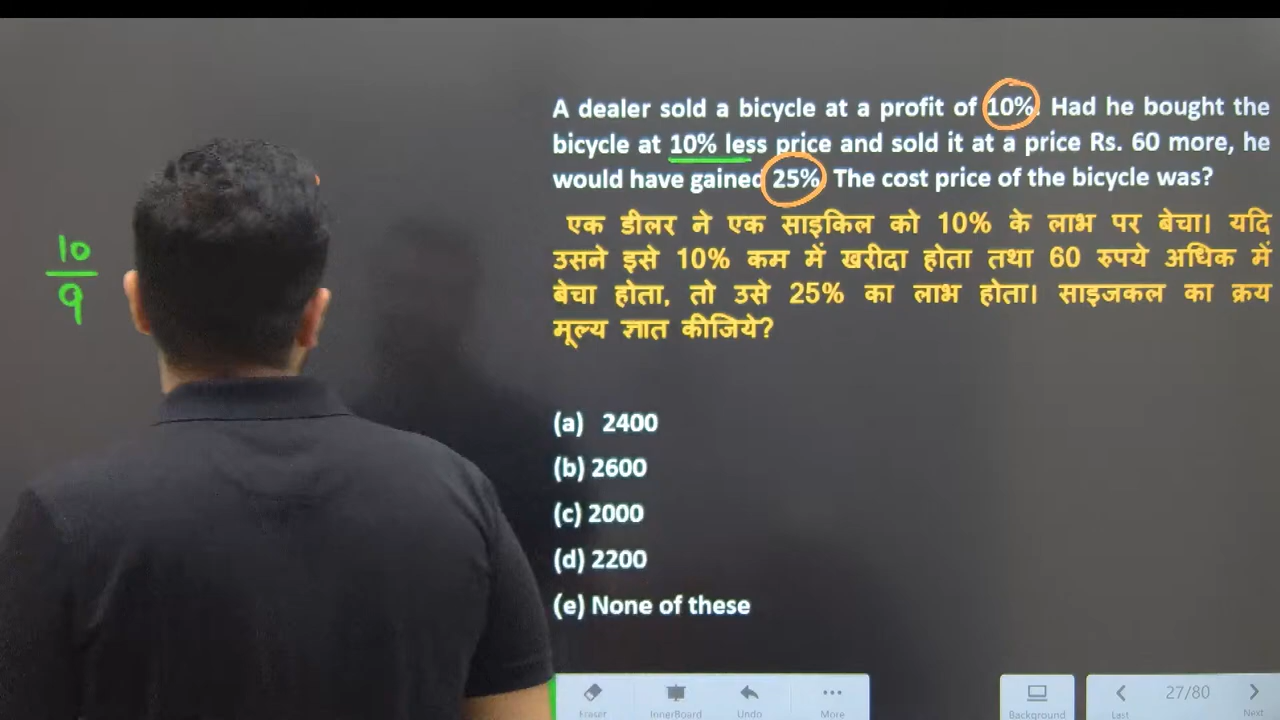 A dealer sold a bicycle at a profit of 10%. Had he bought the
bicycle at 10% less price and sold it at a price Rs. 60 more, he
would have gained 25%. The cost price of the bicycle was?
एक डीलर ने एक साइकिल को 10% के लाभ पर बेचा। यदि
उसने इसे 10% कम में खरीदा होता तथा 60 रुपये अधिक में
बेचा होता, तो उसे 25% का लाभ होता। साइजकल का क्रय
मूल्य ज्ञात कीजिये?
10
9
(a) 2400
(b) 2600
(c) 2000
(d) 2200
(e) None of these
Eraser InnerBoard Undo More Background Last 27/80 Next